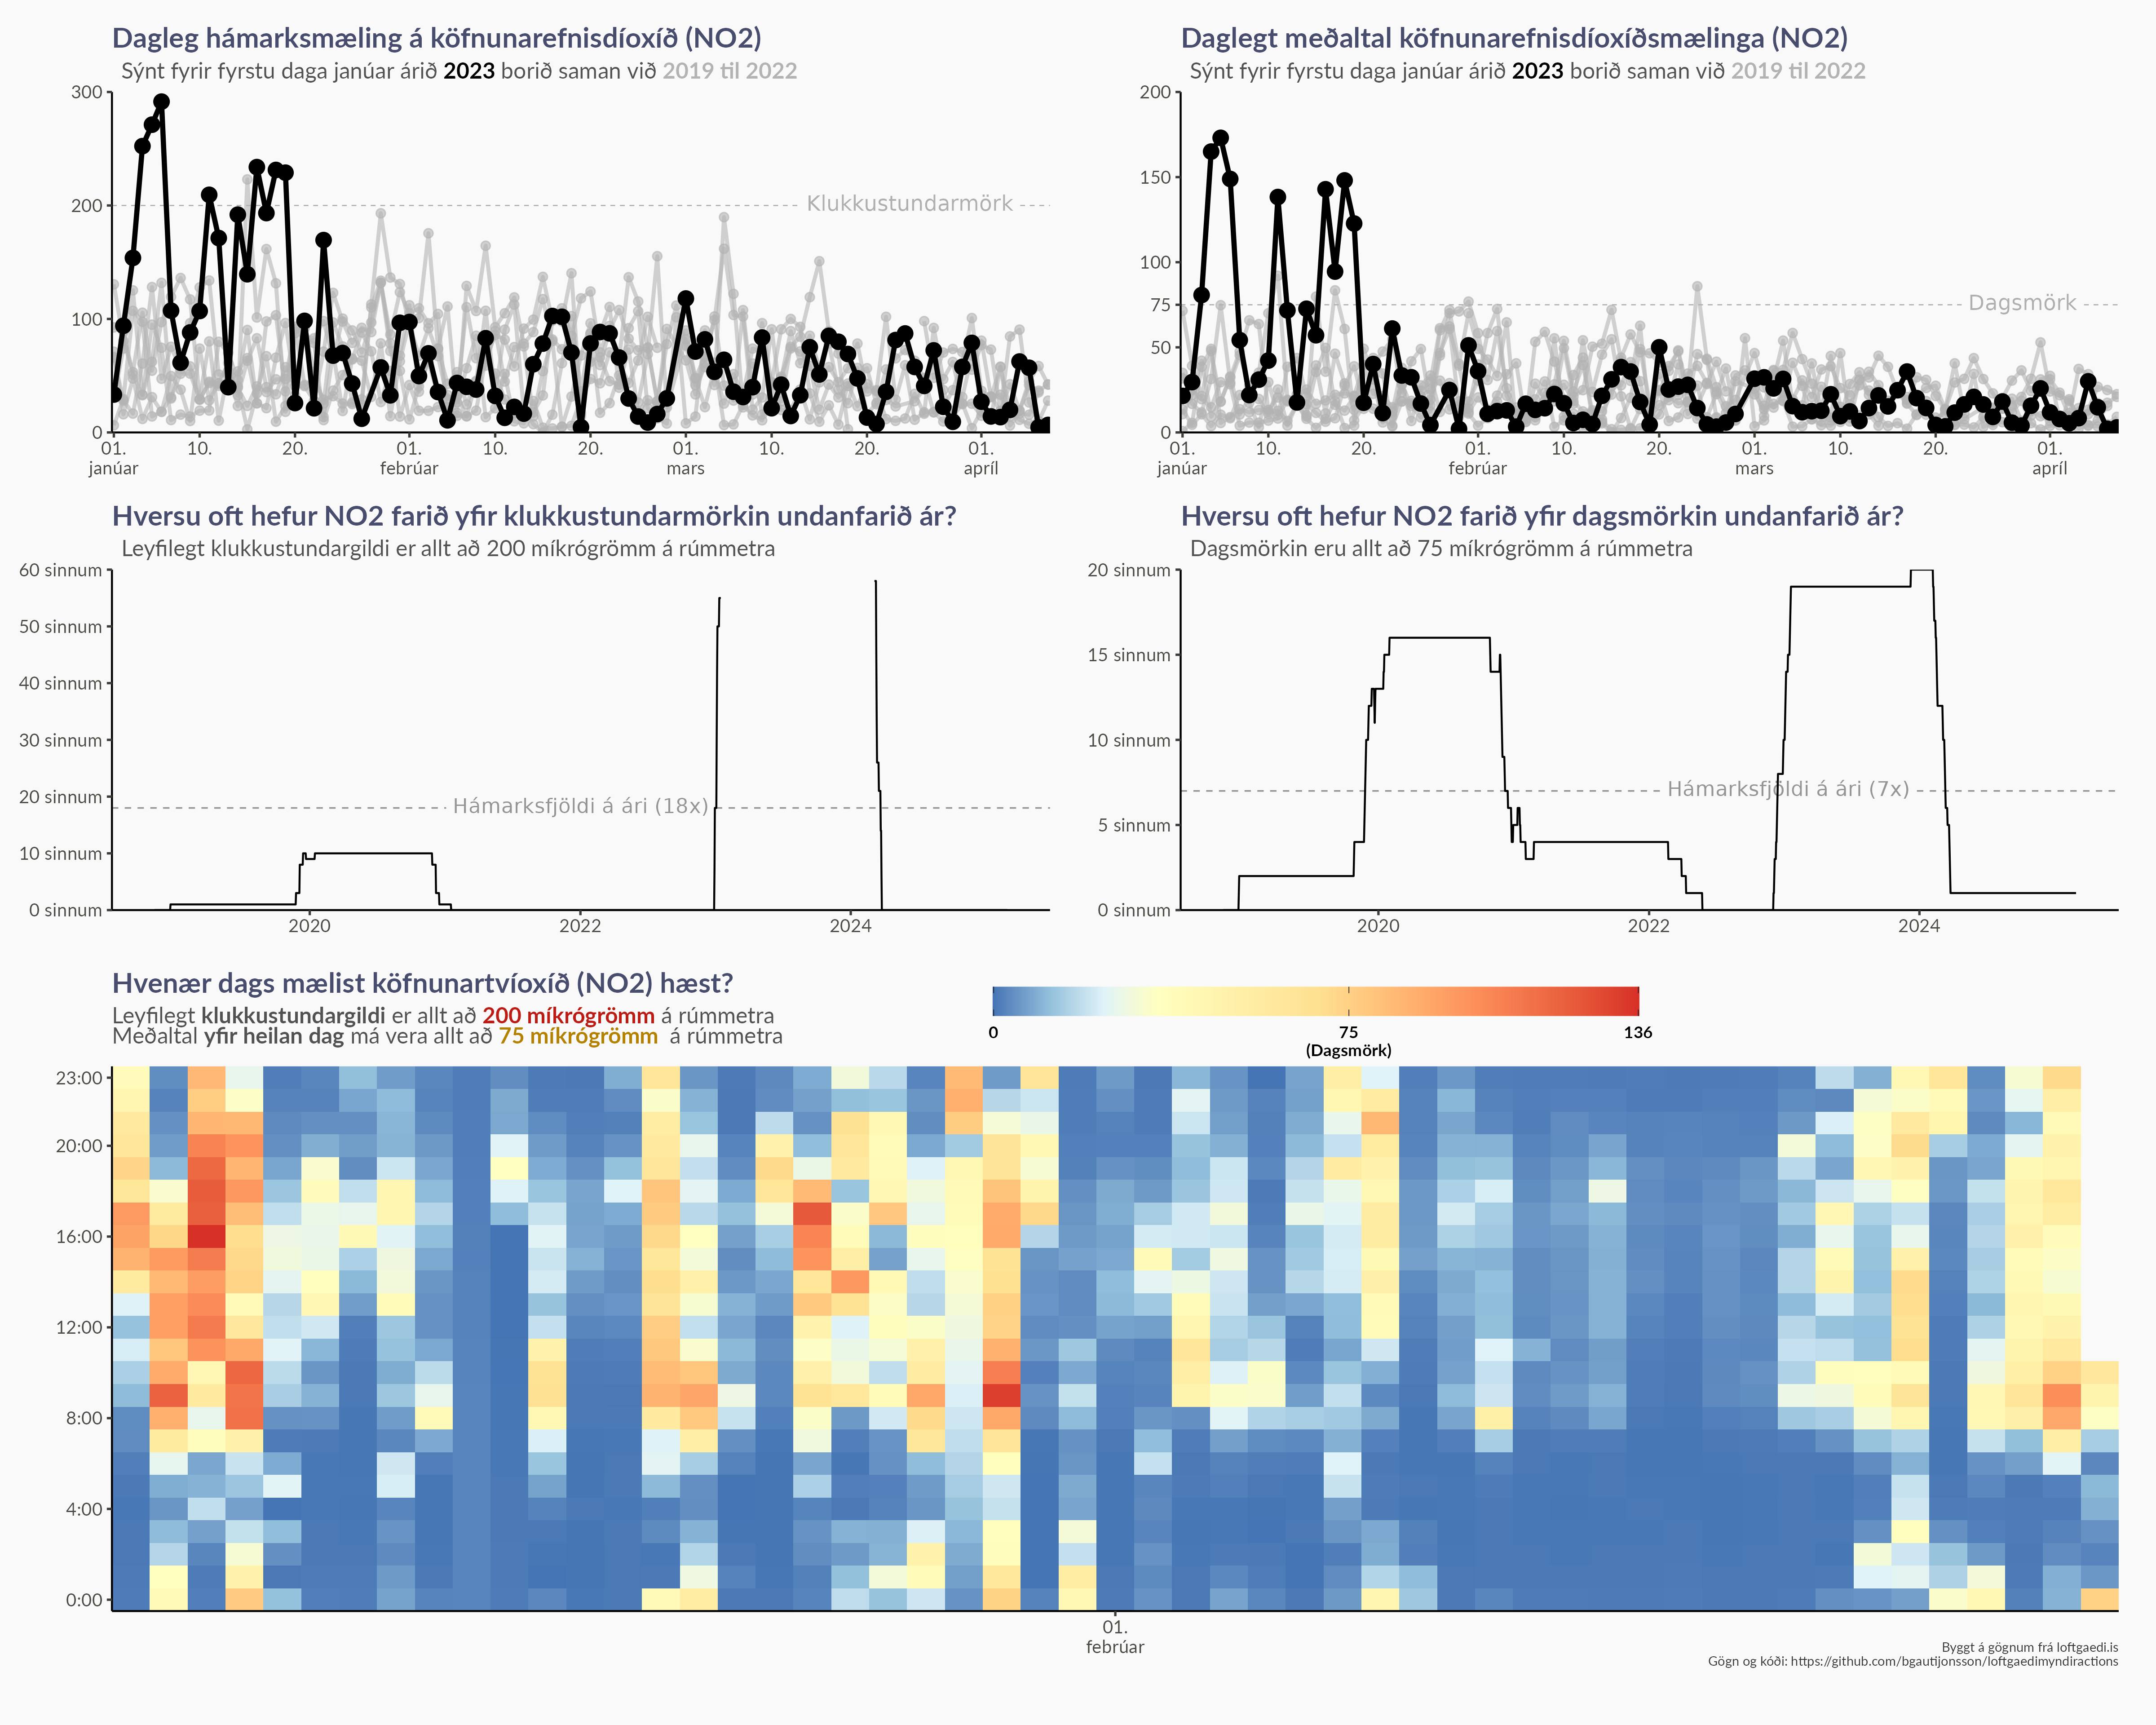 Dagleg hámarksmæling á köfnunarefnisdíoxíð (NO2)
Sýnt fyrir fyrstu daga janúar árið 2023 borið saman við 2019 til 2022
300
200
100
0
Klukkustundarmörk
01. 10. 20. 01. 10. 20. 01. 10. 20. 01.
janúar febrúar mars apríl
Daglegt meðaltal köfnunarefnisdíoxíðsmælinga (NO2)
Sýnt fyrir fyrstu daga janúar árið 2023 borið saman við 2019 til 2022
200
150
100
75
50
0
Dagsmörk
01. 10. 20. 01. 10. 20. 01. 10. 20. 01.
janúar febrúar mars apríl
Hversu oft hefur NO2 farið yfir klukkustundarmörkin undanfarið ár?
Leyfilegt klukkustundargildi er allt að 200 míkrógrömm á rúmmetra
60 sinnum
50 sinnum
40 sinnum
30 sinnum
20 sinnum
10 sinnum
0 sinnum
Hámarksfjöldi á ári (18x)
2020 2022 2024
Hversu oft hefur NO2 farið yfir dagsmörkin undanfarið ár?
Dagsmörkin eru allt að 75 míkrógrömm á rúmmetra
20 sinnum
15 sinnum
10 sinnum
5 sinnum
0 sinnum
Hámarksfjöldi á ári (7x)
2020 2022 2024
Hvenær dags mælist köfnunartvíoxíð (NO2) hæst?
Leyfilegt klukkustundargildi er allt að 200 míkrógrömm á rúmmetra
Meðaltal yfir heilan dag má vera allt að 75 míkrógrömm á rúmmetra
0 75 136
(Dagsmörk)
23:00
20:00
16:00
12:00
8:00
4:00
0:00
01.
febrúar
Byggt á gögnum frá loftgaedi.is
Gögn og kóði: https://github.com/bgautijonsson/loftgaedimyndiractions